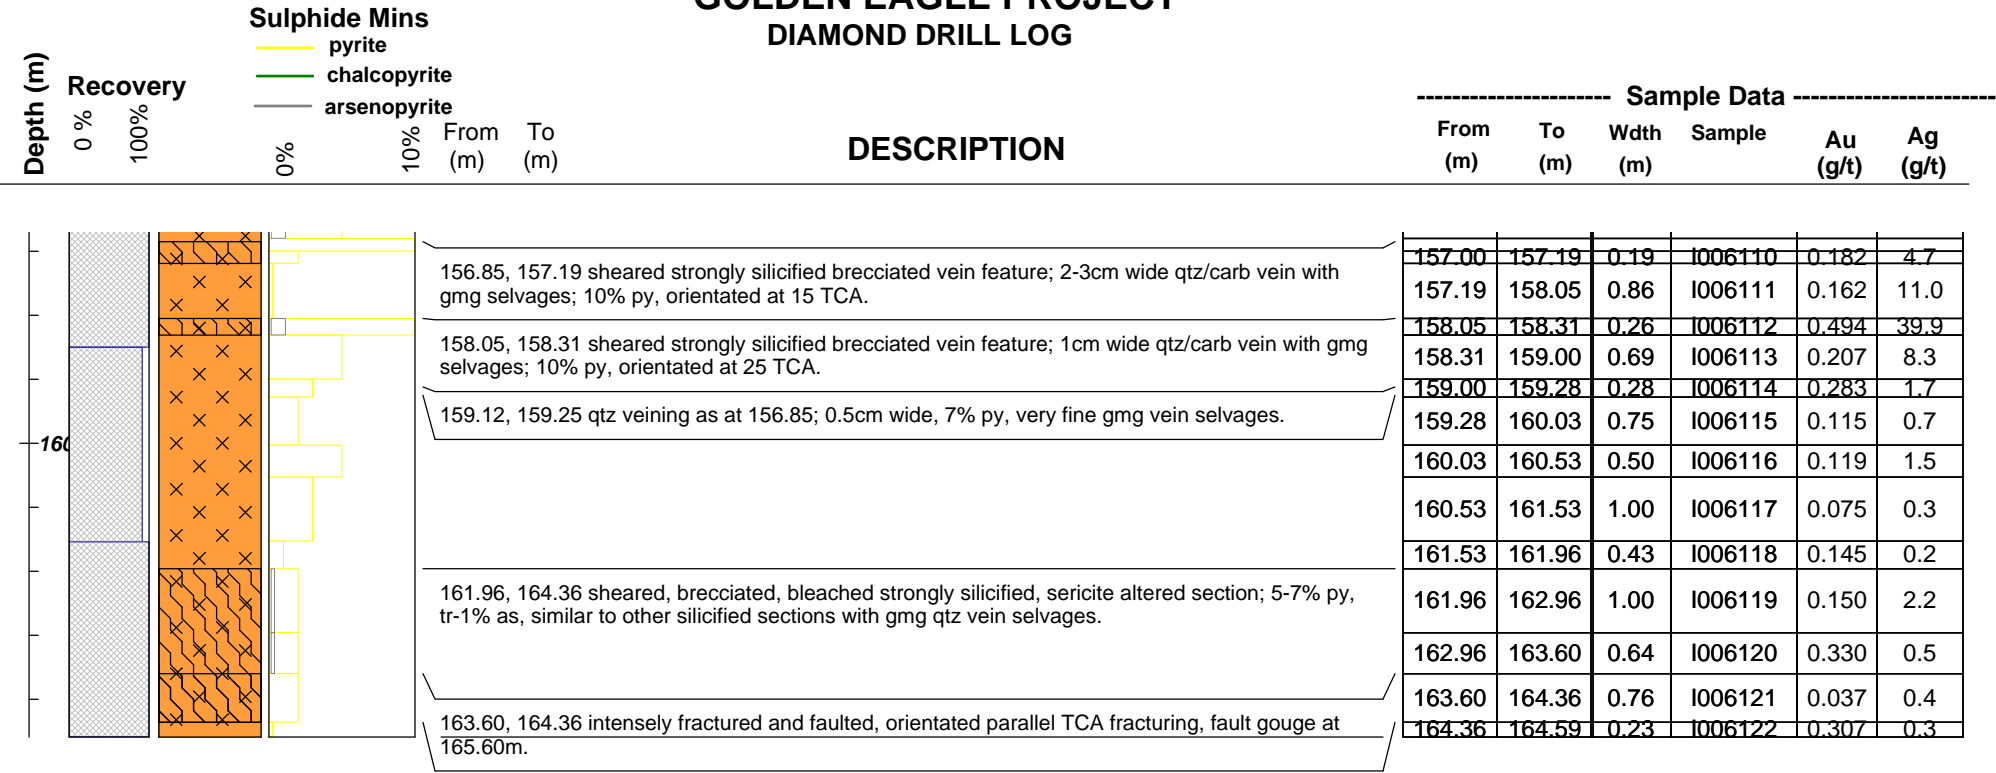 GOLDEN EAGLE PROJECT
DIAMOND DRILL LOG
Sulphide Mins
pyrite
chalcopyrite
arsenopyrite
Depth (m)
Recovery
0 %
100%
0%
10%
From (m)
To (m)
DESCRIPTION
Sample Data
From (m) To (m) Wdth (m) Sample Au (g/t) Ag (g/t)
156.85, 157.19 sheared strongly silicified brecciated vein feature; 2-3cm wide qtz/carb vein with
gmg selvages; 10% py, orientated at 15 TCA.
158.05, 158.31 sheared strongly silicified brecciated vein feature; 1cm wide qtz/carb vein with gmg
selvages; 10% py, orientated at 25 TCA.
159.12, 159.25 qtz veining as at 156.85; 0.5cm wide, 7% py, very fine gmg vein selvages.
160
161.96, 164.36 sheared, brecciated, bleached strongly silicified, sericite altered section; 5-7% py,
tr-1% as, similar to other silicified sections with gmg qtz vein selvages.
163.60, 164.36 intensely fractured and faulted, orientated parallel TCA fracturing, fault gouge at
165.60m.
157.00 157.19 0.19 I006110 0.182 4.7
157.19 158.05 0.86 I006111 0.162 11.0
158.05 158.31 0.26 I006112 0.494 39.9
158.31 159.00 0.69 I006113 0.207 8.3
159.00 159.28 0.28 I006114 0.283 1.7
159.28 160.03 0.75 I006115 0.115 0.7
160.03 160.53 0.50 I006116 0.119 1.5
160.53 161.53 1.00 I006117 0.075 0.3
161.53 161.96 0.43 I006118 0.145 0.2
161.96 162.96 1.00 I006119 0.150 2.2
162.96 163.60 0.64 I006120 0.330 0.5
163.60 164.36 0.76 I006121 0.037 0.4
164.36 164.59 0.23 I006122 0.307 0.3